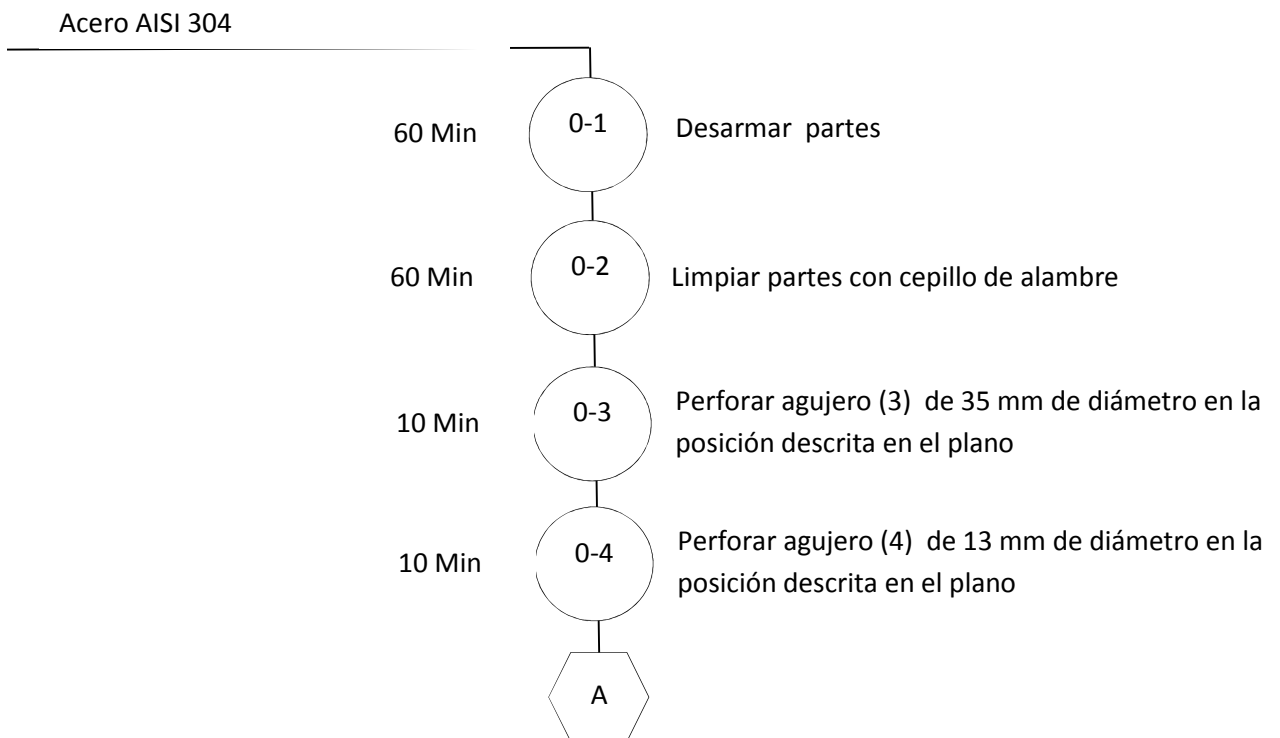 Acero AISI 304
60 Min
0-1
Desarmar partes
60 Min
0-2
Limpiar partes con cepillo de alambre
10 Min
0-3
Perforar agujero (3) de 35 mm de diámetro en la
posición descrita en el plano
10 Min
0-4
Perforar agujero (4) de 13 mm de diámetro en la
posición descrita en el plano
A